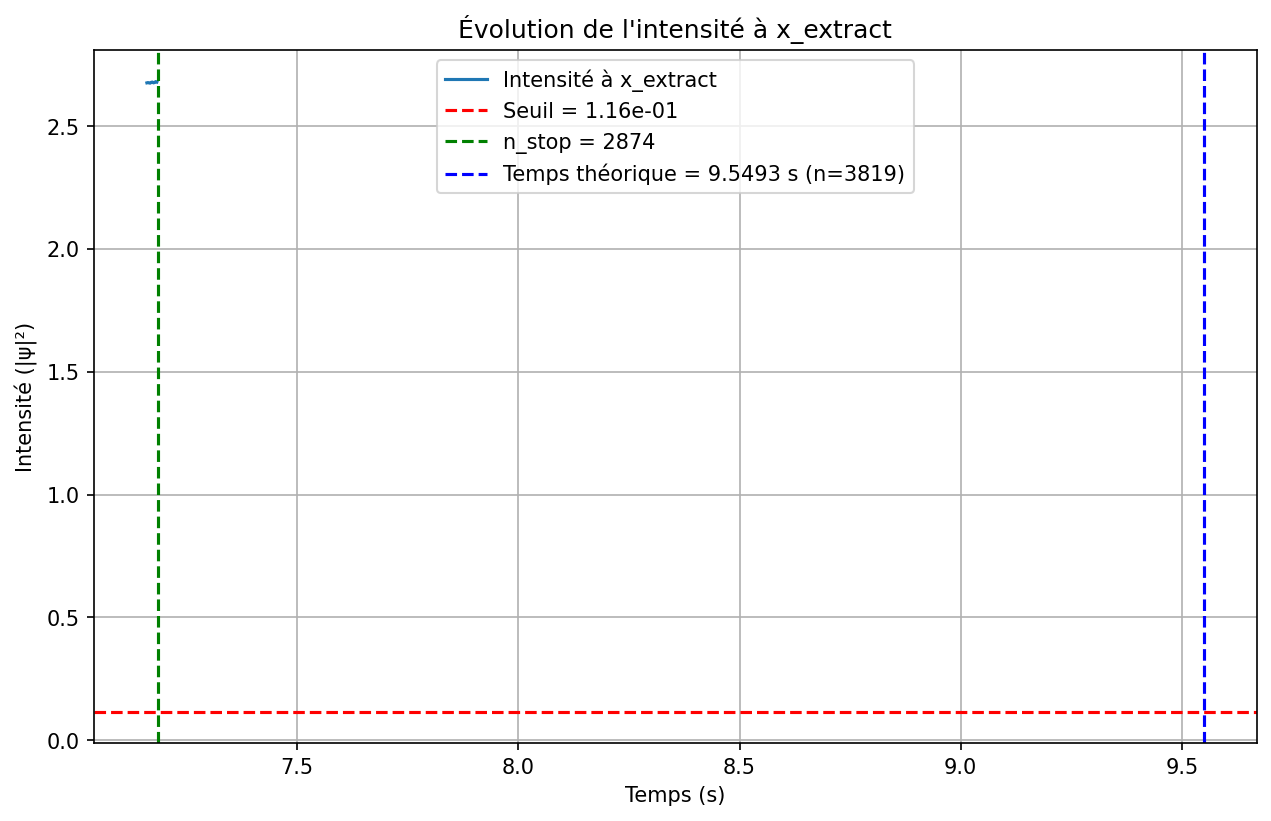 Évolution de l'intensité à x_extract
Intensité à x_extract
Seuil = 1.16e-01
n_stop = 2874
Temps théorique = 9.5493 s (n=3819)
Intensité (|ψ|²)
2.5
2.0
1.5
1.0
0.5
0.0
7.5 8.0 8.5 9.0 9.5
Temps (s)